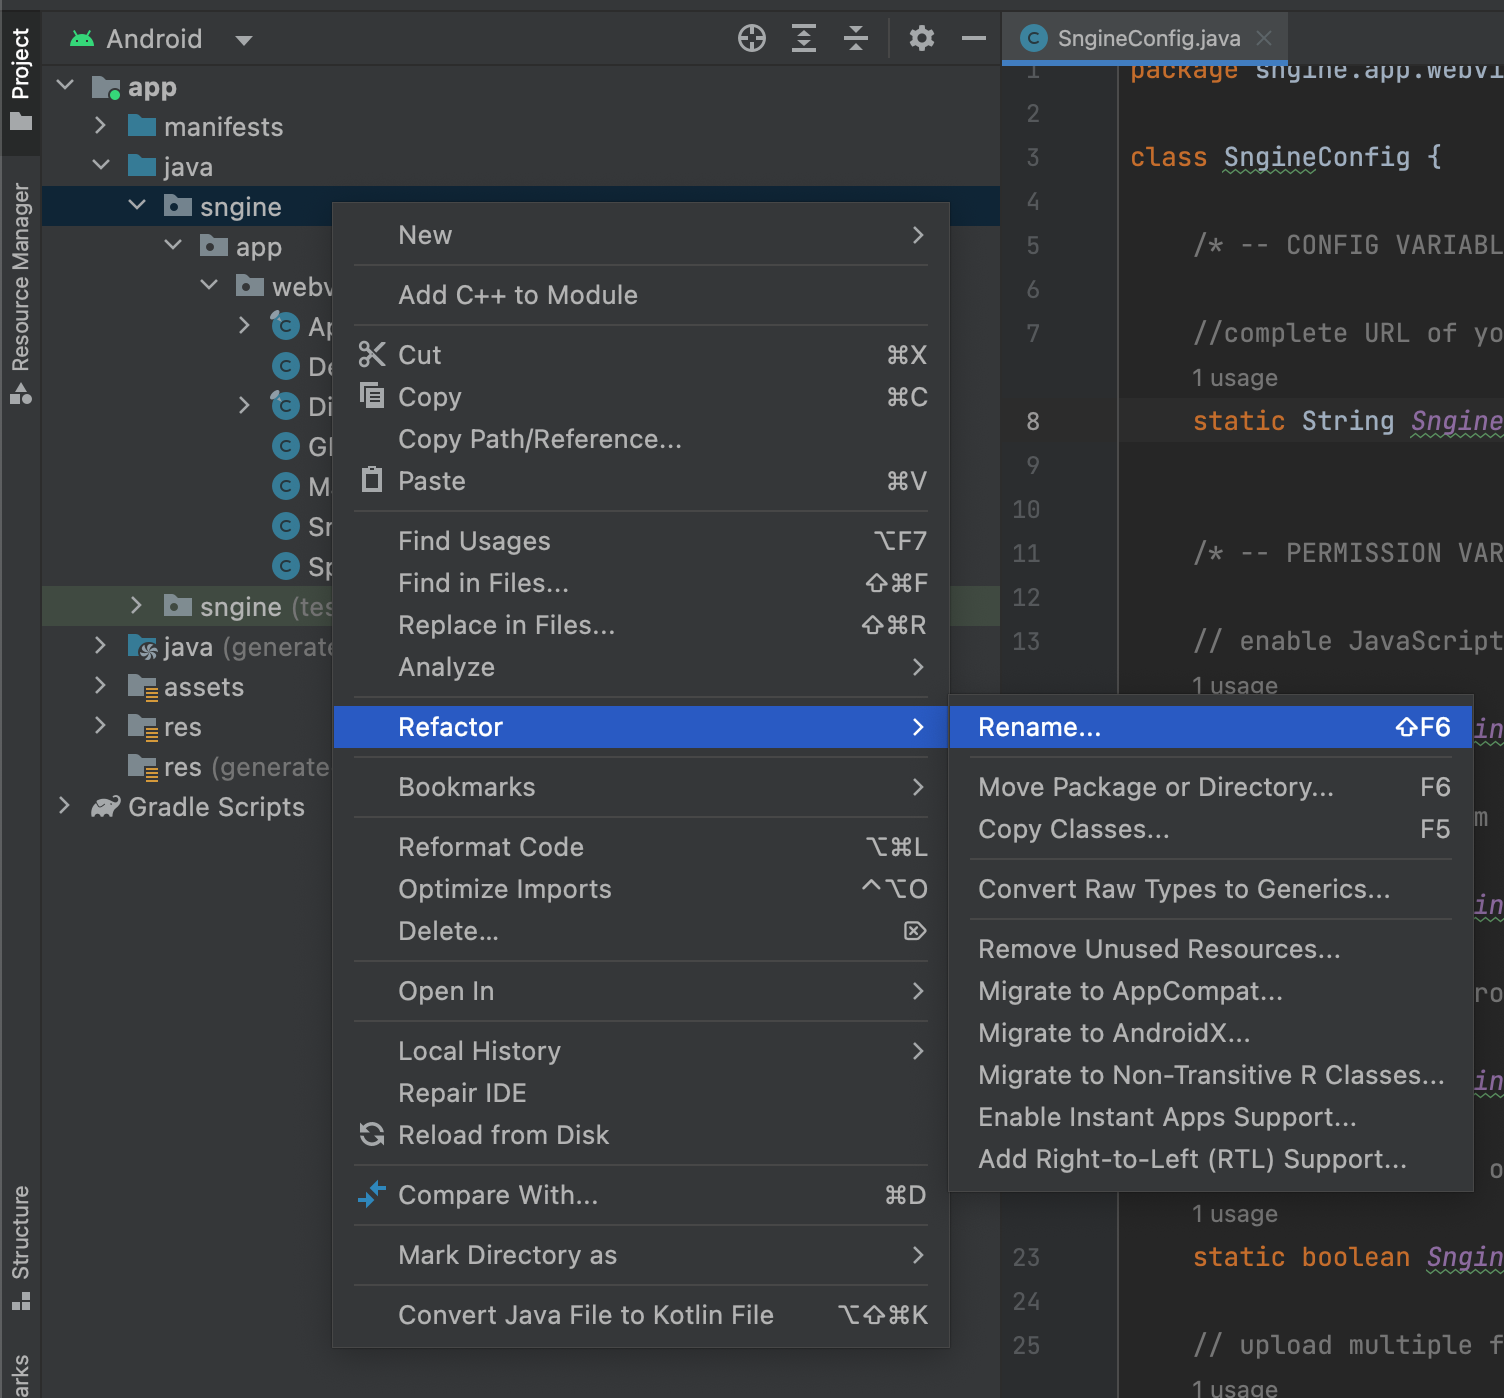 Project
Resource Manager
Structure
arks
Android
app
manifests
java
sngine
app
webv
Ap
De
Di
Gl
Ma
Sn
Sp
sngine (tes
java (generate
assets
res
res (generate
Gradle Scripts
New
Add C++ to Module
Cut ⌘X
Copy ⌘C
Copy Path/Reference...
Paste ⌘V
Find Usages ⌥F7
Find in Files... ⇧⌘F
Replace in Files... ⇧⌘R
Analyze
Refactor
Bookmarks
Reformat Code ⌥⌘L
Optimize Imports ^⌥O
Delete... ⌦
Open In
Local History
Repair IDE
Reload from Disk
Compare With... ⌘D
Mark Directory as
Convert Java File to Kotlin File ⌥⇧⌘K
Rename... ⇧F6
Move Package or Directory... F6
Copy Classes... F5
Convert Raw Types to Generics...
Remove Unused Resources...
Migrate to AppCompat...
Migrate to AndroidX...
Migrate to Non-Transitive R Classes...
Enable Instant Apps Support...
Add Right-to-Left (RTL) Support...
SngineConfig.java
1 package sngine.app.webvi
2
3 class SngineConfig {
4
5 /* -- CONFIG VARIABL
6
7 //complete URL of yo
1 usage
8 static String Sngine
9
10
11 /* -- PERMISSION VAR
12
13 // enable JavaScript
1 usage
in
m
in
ro
in
o
1 usage
23 static boolean Sngin
24
25 // upload multiple f
1 usage